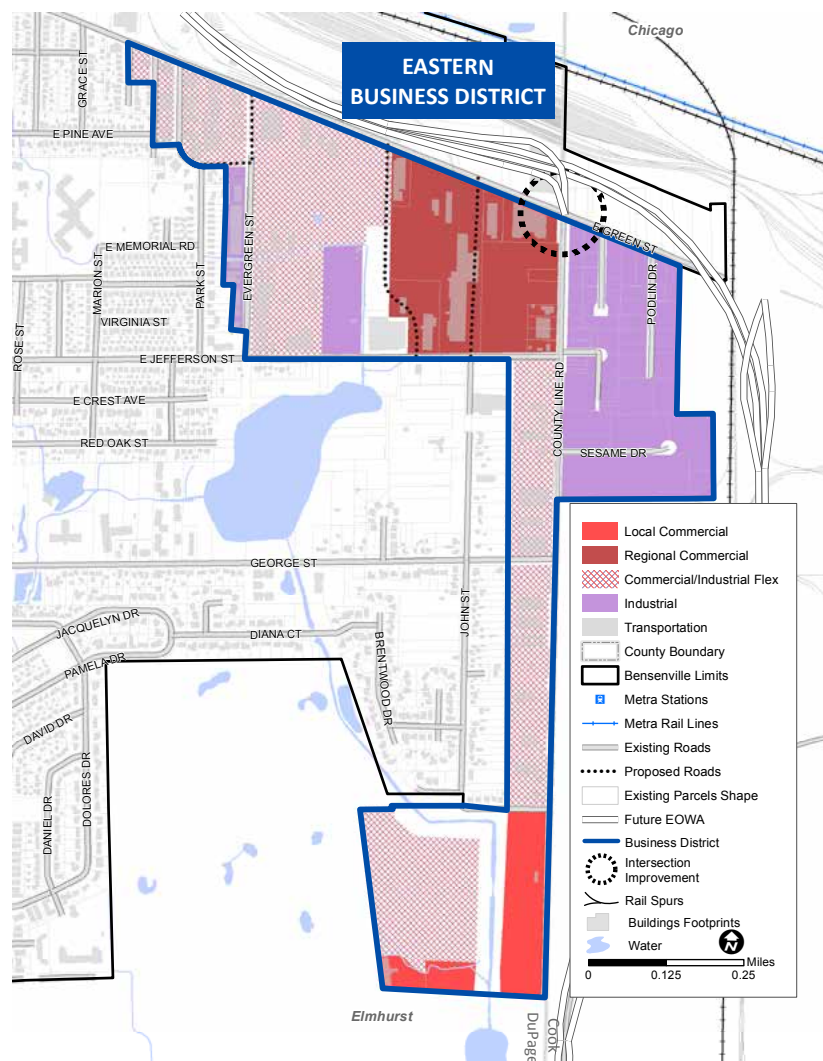 Chicago
EASTERN
BUSINESS DISTRICT
GRACE ST
E PINE AVE
E MEMORIAL RD
MARION ST
PARK ST
EVERGREEN ST
VIRGINIA ST
ROSE ST
E JEFFERSON ST
E CREST AVE
RED OAK ST
E GREEN ST
PODLIN DR
COUNTY LINE RD
SESAME DR
GEORGE ST
JOHN ST
JACQUELYN DR
DIANA CT
PAMELA DR
BRENTWOOD DR
DAVID DR
DOLORES DR
DANIEL DR
Local Commercial
Regional Commercial
Commercial/Industrial Flex
Industrial
Transportation
County Boundary
Bensenville Limits
Metra Stations
Metra Rail Lines
Existing Roads
Proposed Roads
Existing Parcels Shape
Future EOWA
Business District
Intersection
Improvement
Rail Spurs
Buildings Footprints
Water
N
Miles
0 0.125 0.25
Elmhurst
DuPage
Cook